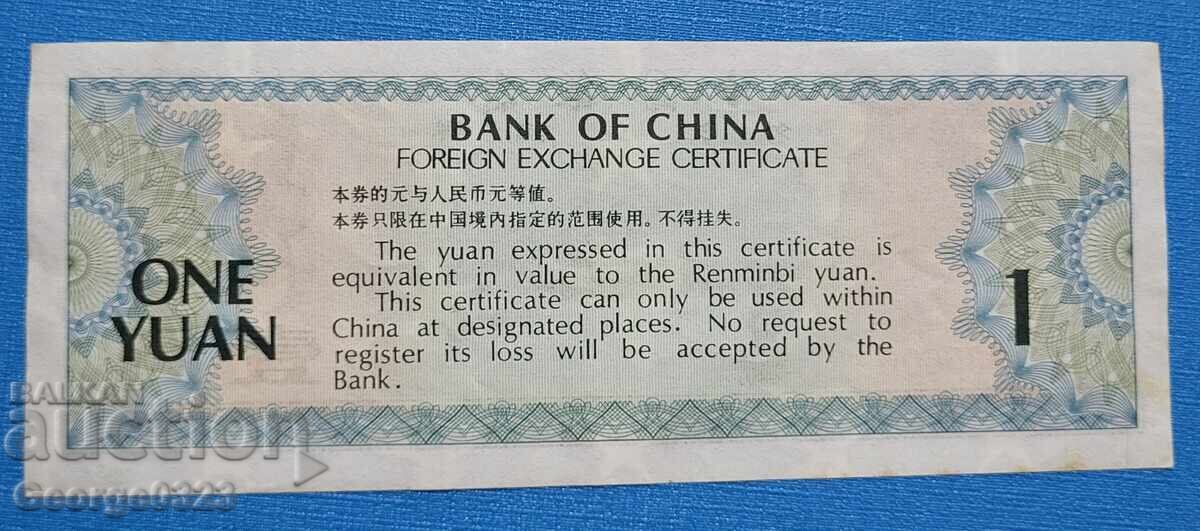 BANK OF CHINA
FOREIGN EXCHANGE CERTIFICATE
本券的元与人民币元等值。
本券只限在中国境内指定的范围使用。不得挂失。
The yuan expressed in this certificate is
equivalent in value to the Renminbi yuan.
This certificate can only be used within
China at designated places. No request to
register its loss will be accepted by the
Bank.
ONE
YUAN
1
BALKAN
auction
George0323